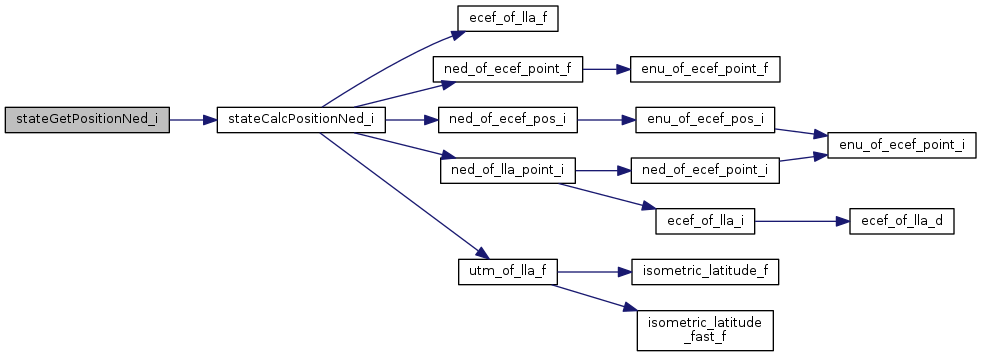 ecef_of_lla_f
ned_of_ecef_point_f
enu_of_ecef_point_f
stateGetPositionNed_i
stateCalcPositionNed_i
ned_of_ecef_pos_i
enu_of_ecef_pos_i
enu_of_ecef_point_i
ned_of_lla_point_i
ned_of_ecef_point_i
ecef_of_lla_i
ecef_of_lla_d
utm_of_lla_f
isometric_latitude_f
isometric_latitude
_fast_f